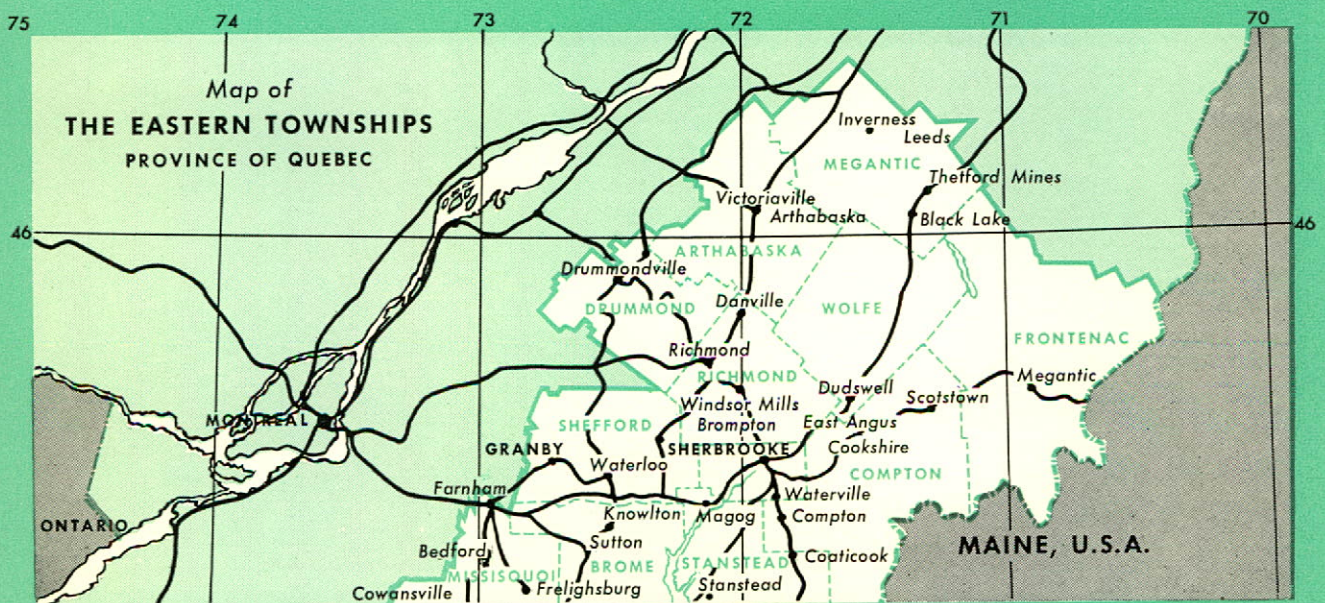 75 74 73 72 71 70
Map of
THE EASTERN TOWNSHIPS
PROVINCE OF QUEBEC
Inverness
Leeds
MEGANTIC
Thetford Mines
Victoriaville
Arthabaska
Black Lake
46
46
ARTHABASKA
Drummondville
DRUMMOND
Danville
WOLFE
FRONTENAC
Richmond
RICHMOND
Megantic
Dudswell
Scotstown
Windsor Mills
Brompton
East Angus
MONTREAL
SHEFFORD
GRANBY
SHERBROOKE
Cookshire
Waterloo
COMPTON
Farnham
Waterville
Knowlton
Magog
Compton
ONTARIO
Sutton
Bedford
BROME
STANSTEAD
Coaticook
MAINE, U.S.A.
MISSISQUOI
Cowansville
Frelighsburg
Stanstead